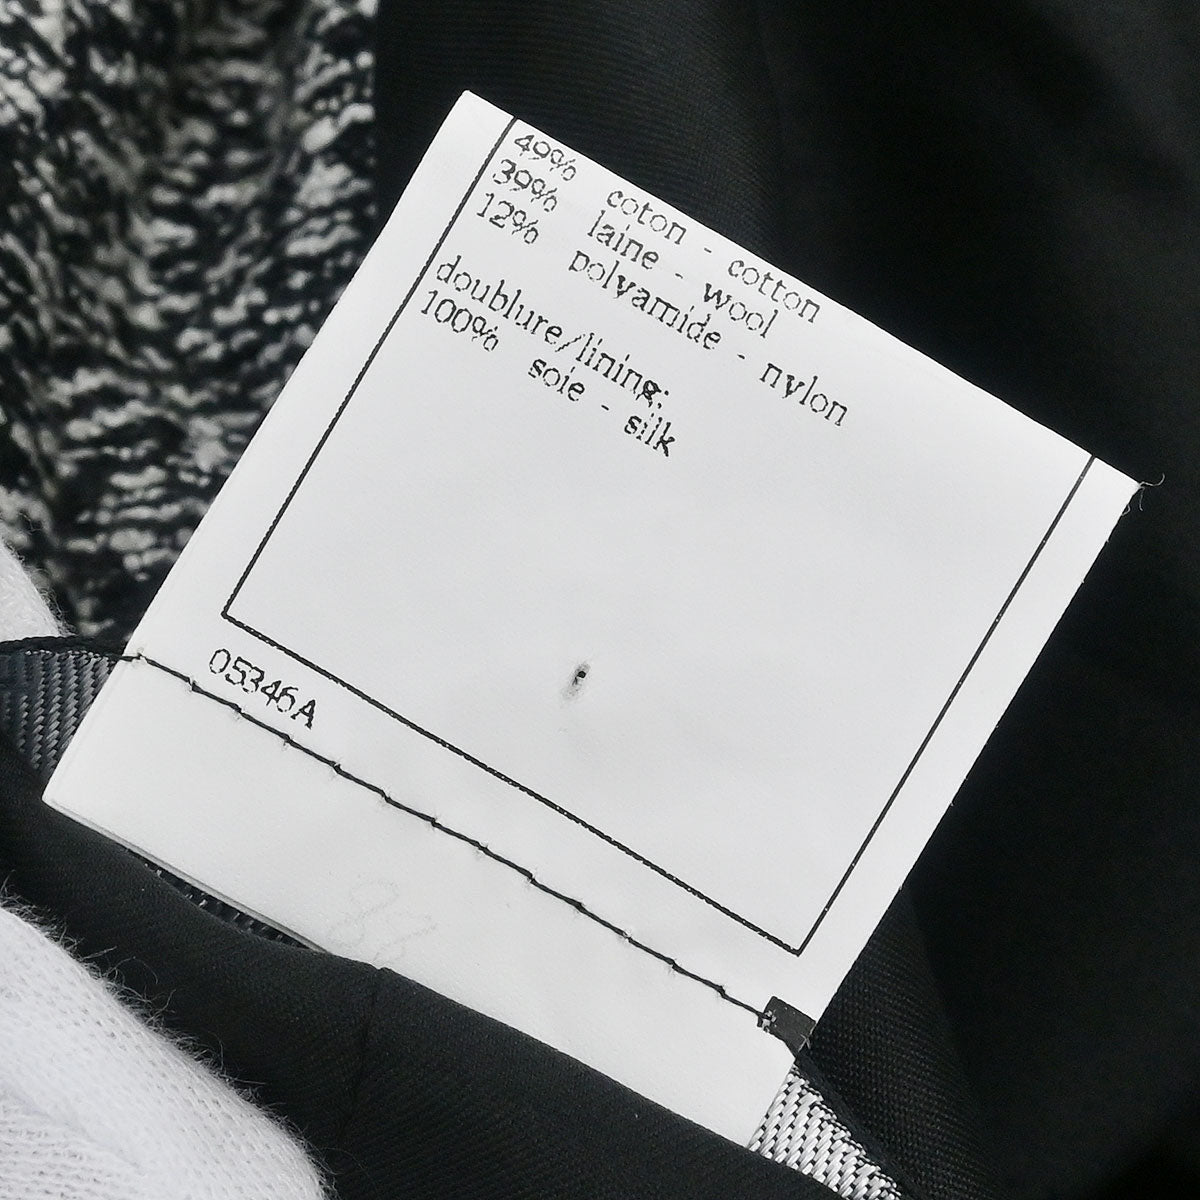 49% coton - cotton
39% laine - wool
12% polyamide - nylon
doublure/lining:
100% soie - silk
05346A